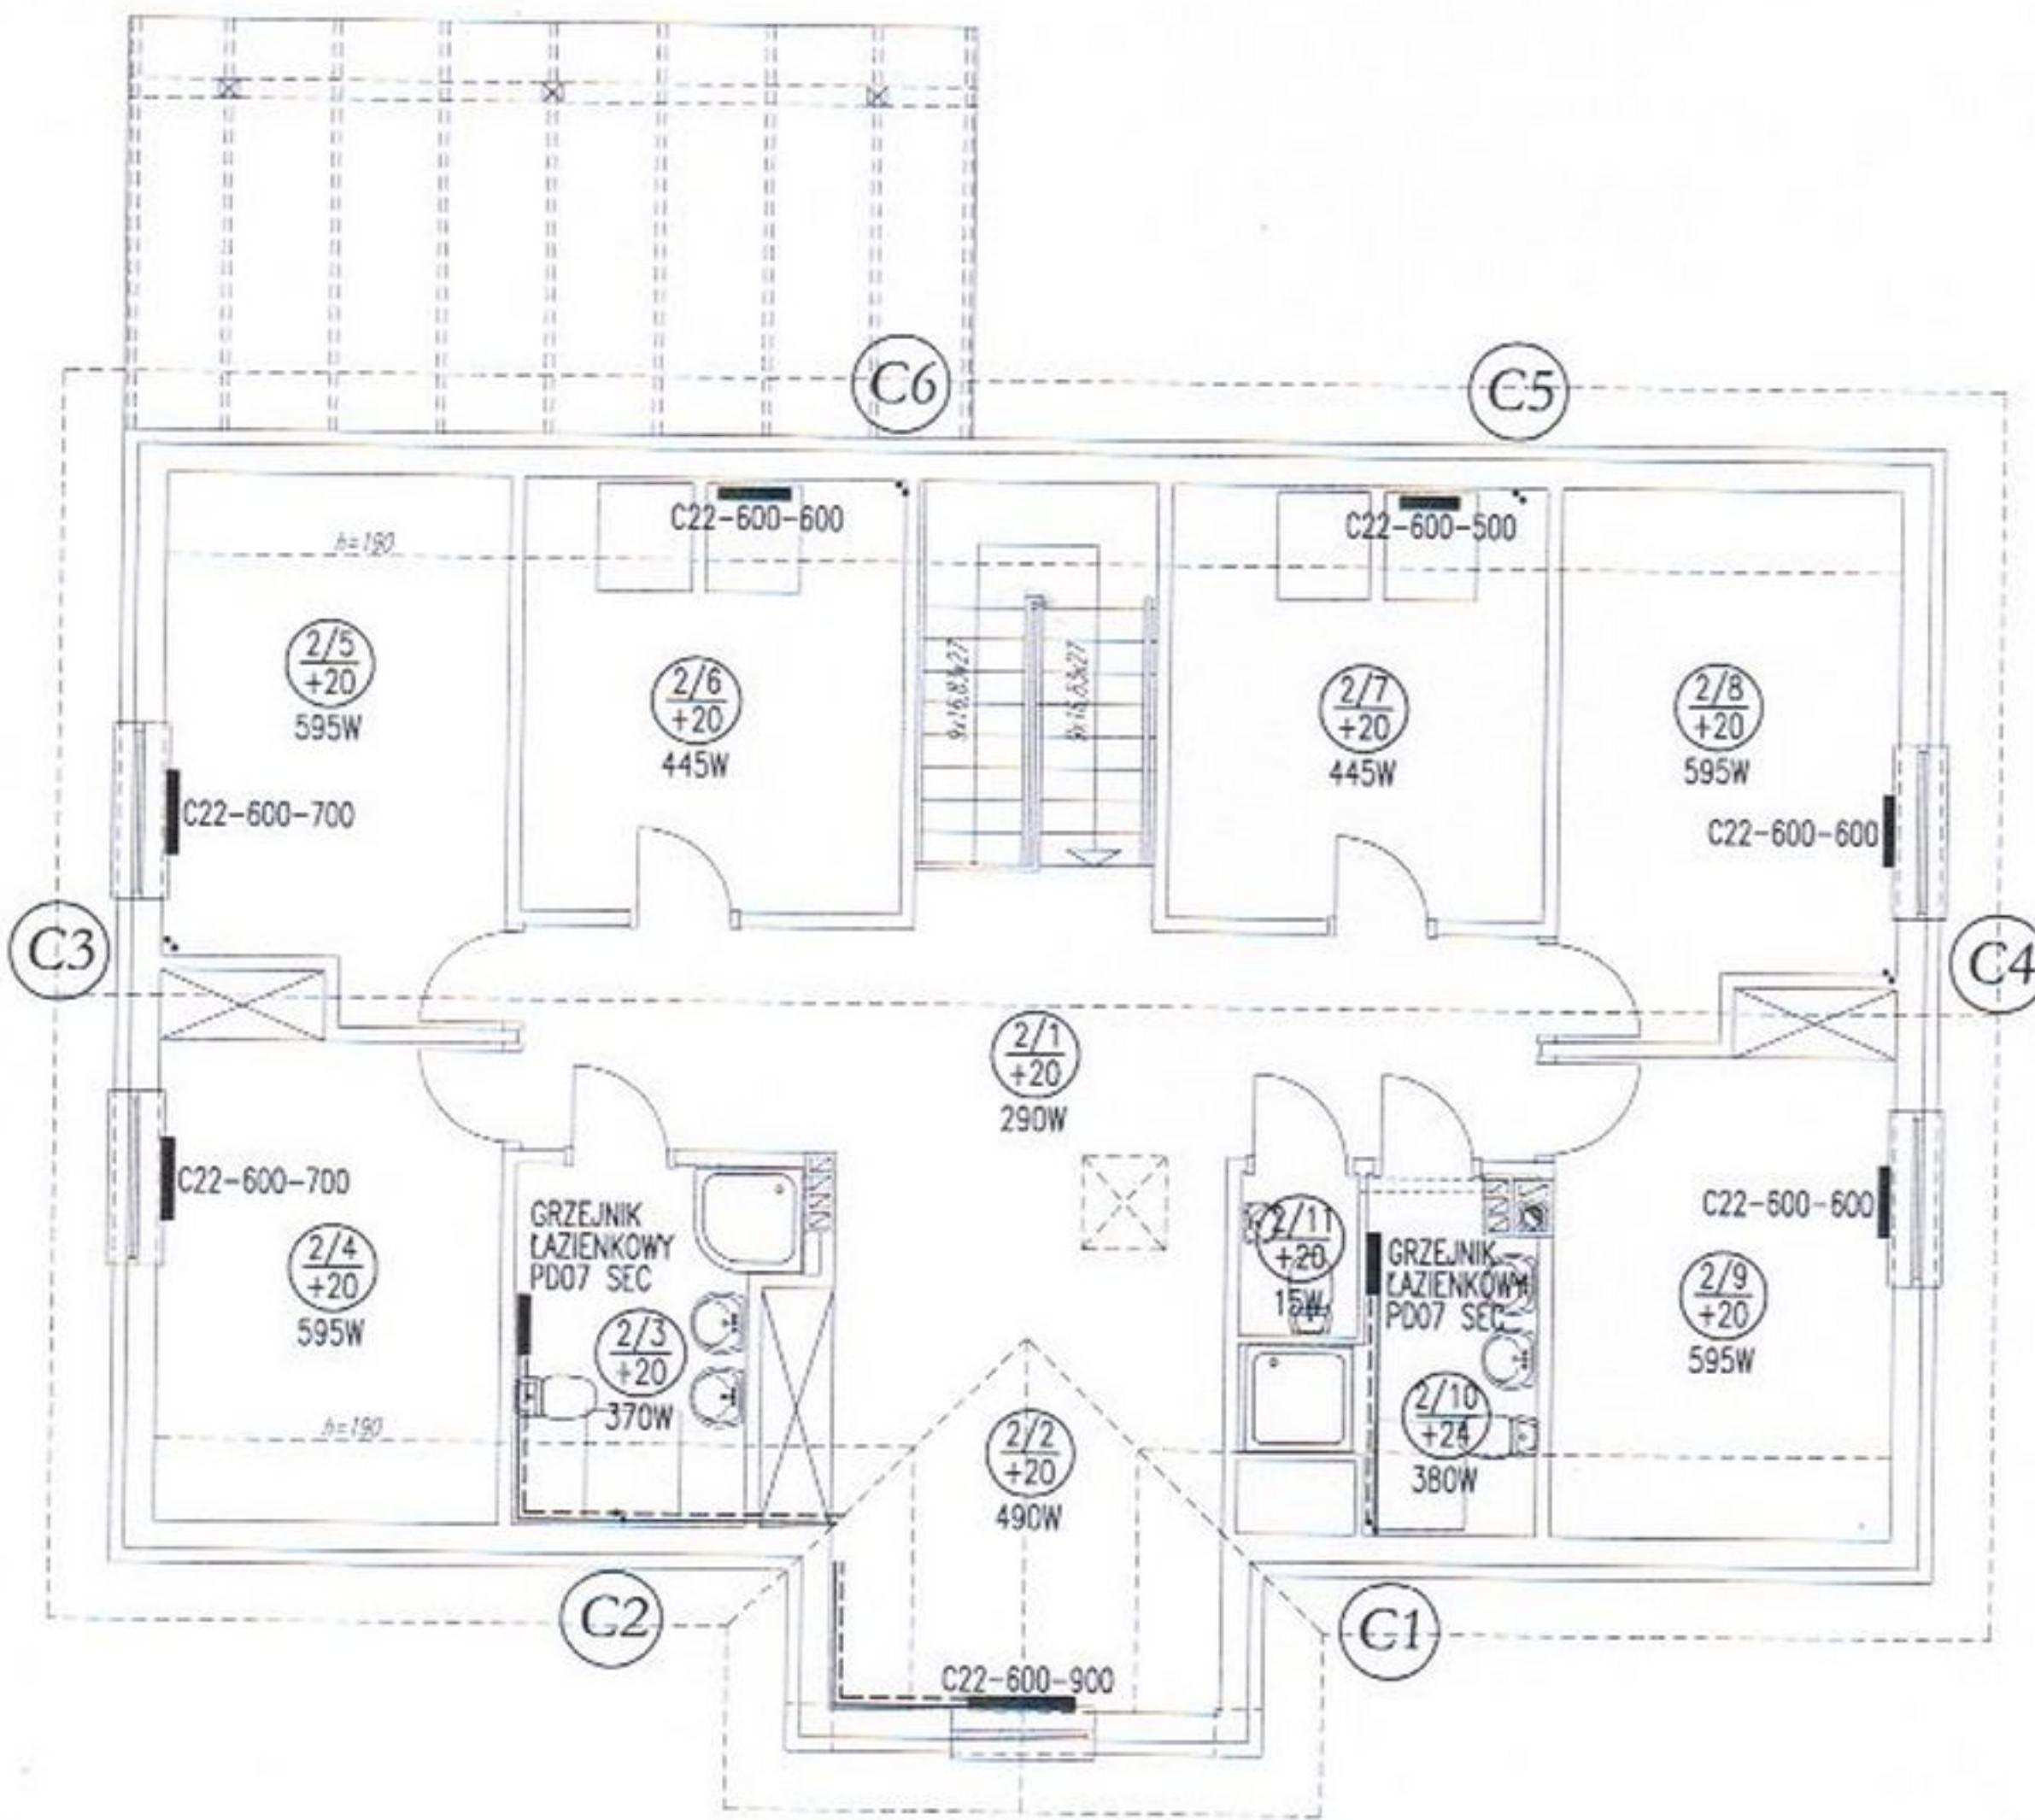 C6
C5
C22-600-600
C22-600-500
h=190
2/5
+20
595W
2/6
+20
445W
9x16,8x27
9x16,8x27
2/7
+20
445W
2/8
+20
595W
C22-600-700
C22-600-600
C3
C4
2/1
+20
290W
C22-600-700
2/4
+20
595W
GRZEJNIK
ŁAZIENKOWY
PD07 SEC
2/3
+20
370W
2/11
+20
15W
GRZEJNIK
ŁAZIENKOWY
PD07 SEC
C22-600-600
2/9
+20
595W
h=190
2/2
+20
490W
2/10
+24
380W
C2
C1
C22-600-900